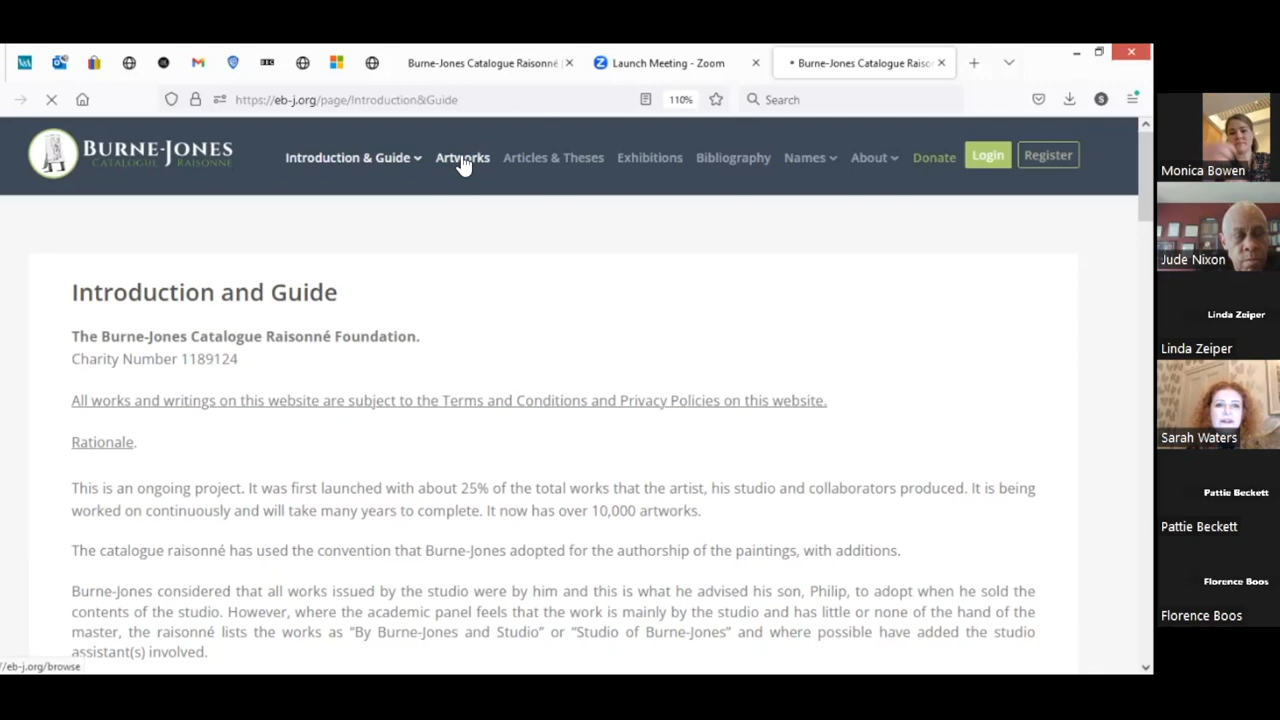 Burne-Jones Catalogue Raisonné
Launch Meeting - Zoom
Burne-Jones Catalogue Raiso
https://eb-j.org/page/Introduction&Guide
110%
Search
BURNE-JONES
CATALOGUE RAISONNÉ
Introduction & Guide
Artworks
Articles & Theses
Exhibitions
Bibliography
Names
About
Donate
Login
Register
Introduction and Guide
The Burne-Jones Catalogue Raisonné Foundation.
Charity Number 1189124
All works and writings on this website are subject to the Terms and Conditions and Privacy Policies on this website.
Rationale.
This is an ongoing project. It was first launched with about 25% of the total works that the artist, his studio and collaborators produced. It is being
worked on continuously and will take many years to complete. It now has over 10,000 artworks.
The catalogue raisonné has used the convention that Burne-Jones adopted for the authorship of the paintings, with additions.
Burne-Jones considered that all works issued by the studio were by him and this is what he advised his son, Philip, to adopt when he sold the
contents of the studio. However, where the academic panel feels that the work is mainly by the studio and has little or none of the hand of the
master, the raisonné lists the works as “By Burne-Jones and Studio” or “Studio of Burne-Jones” and where possible have added the studio
assistant(s) involved.
//eb-j.org/browse
Monica Bowen
Jude Nixon
Linda Zeiper
Linda Zeiper
Sarah Waters
Pattie Beckett
Pattie Beckett
Florence Boos
Florence Boos